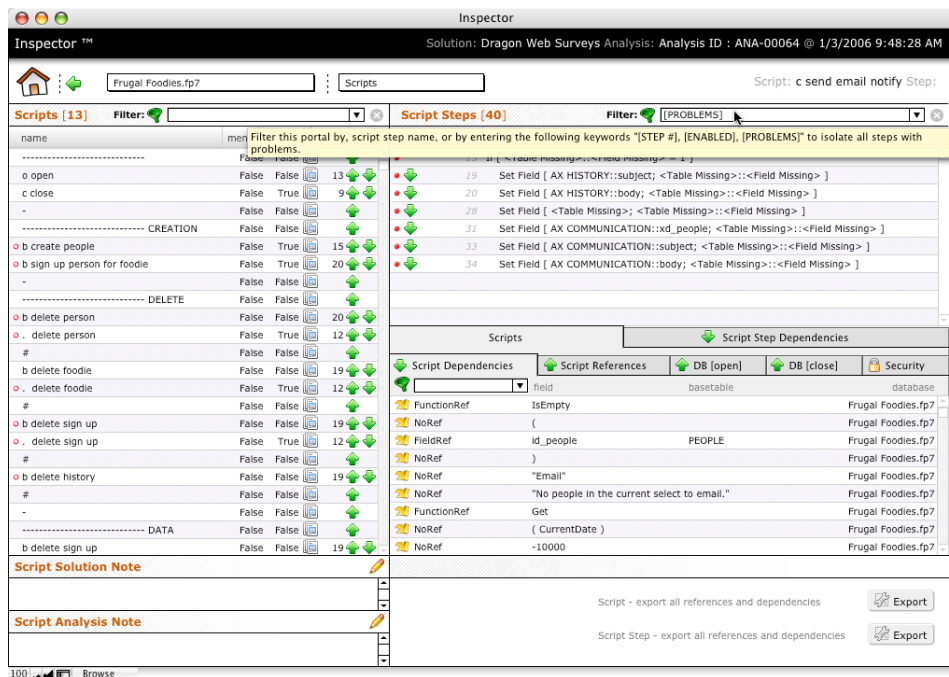 Inspector
Inspector ™
Solution: Dragon Web Surveys Analysis: Analysis ID : ANA-00064 @ 1/3/2006 9:48:28 AM
Frugal Foodies.fp7
Scripts
Script: c send email notify Step:
Scripts [13] Filter:
Script Steps [40] Filter: [PROBLEMS]
name
Filter this portal by, script step name, or by entering the following keywords "[STEP #], [ENABLED], [PROBLEMS]" to isolate all steps with
problems.
---------------------------- False False
o open False False 13
c close False True 9
- False False
---------------------------- CREATION False False
b create people False True 15
b sign up person for foodie False True 20
- False False
---------------------------- DELETE False False
b delete person False False 20
. delete person False True 12
# False False
b delete foodie False False 19
. delete foodie False True 12
# False False
b delete sign up False False 19
. delete sign up False True 12
# False False
b delete history False False 19
# False False
- False False
---------------------------- DATA False False
b delete sign up False False 19
If [ <Table Missing>::<Field Missing> = 1 ]
19 Set Field [ AX HISTORY::subject; <Table Missing>::<Field Missing> ]
20 Set Field [ AX HISTORY::body; <Table Missing>::<Field Missing> ]
28 Set Field [ <Table Missing>; <Table Missing>::<Field Missing> ]
31 Set Field [ AX COMMUNICATION::xd_people; <Table Missing>::<Field Missing> ]
33 Set Field [ AX COMMUNICATION::subject; <Table Missing>::<Field Missing> ]
34 Set Field [ AX COMMUNICATION::body; <Table Missing>::<Field Missing> ]
Scripts Script Step Dependencies
Script Dependencies Script References DB [open] DB [close] Security
field basetable database
FunctionRef IsEmpty Frugal Foodies.fp7
NoRef ( Frugal Foodies.fp7
FieldRef id_people PEOPLE Frugal Foodies.fp7
NoRef ) Frugal Foodies.fp7
NoRef "Email" Frugal Foodies.fp7
NoRef "No people in the current select to email." Frugal Foodies.fp7
FunctionRef Get Frugal Foodies.fp7
NoRef ( CurrentDate ) Frugal Foodies.fp7
NoRef -10000 Frugal Foodies.fp7
Script Solution Note
Script Analysis Note
Script - export all references and dependencies Export
Script Step - export all references and dependencies Export
100 Browse